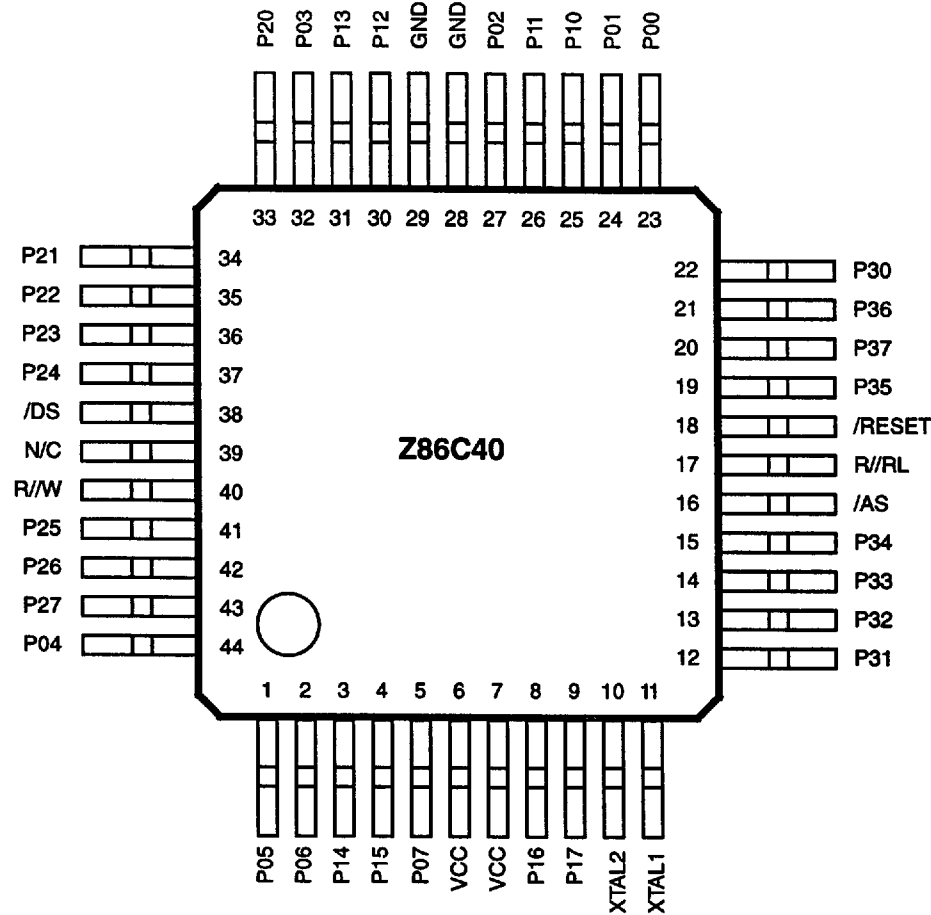 P20 P03 P13 P12 GND GND P02 P11 P10 P01 P00
33 32 31 30 29 28 27 26 25 24 23
P21 34
22 P30
P22 35
21 P36
P23 36
20 P37
P24 37
19 P35
/DS 38
18 /RESET
N/C 39
Z86C40
17 R//RL
R//W 40
16 /AS
P25 41
15 P34
P26 42
14 P33
P27 43
13 P32
P04 44
12 P31
1 2 3 4 5 6 7 8 9 10 11
P05 P06 P14 P15 P07 VCC VCC P16 P17 XTAL2 XTAL1